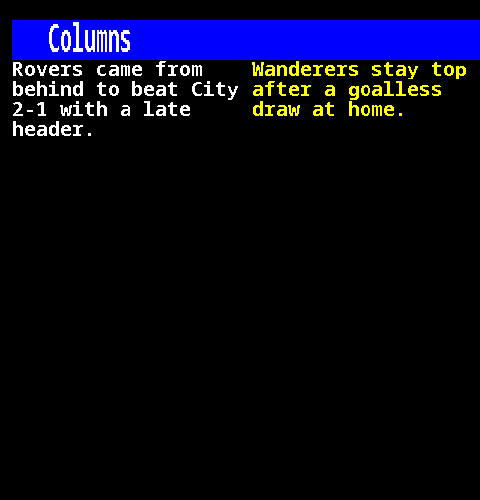 Columns
Rovers came from
behind to beat City
2-1 with a late
header.
Wanderers stay top
after a goalless
draw at home.